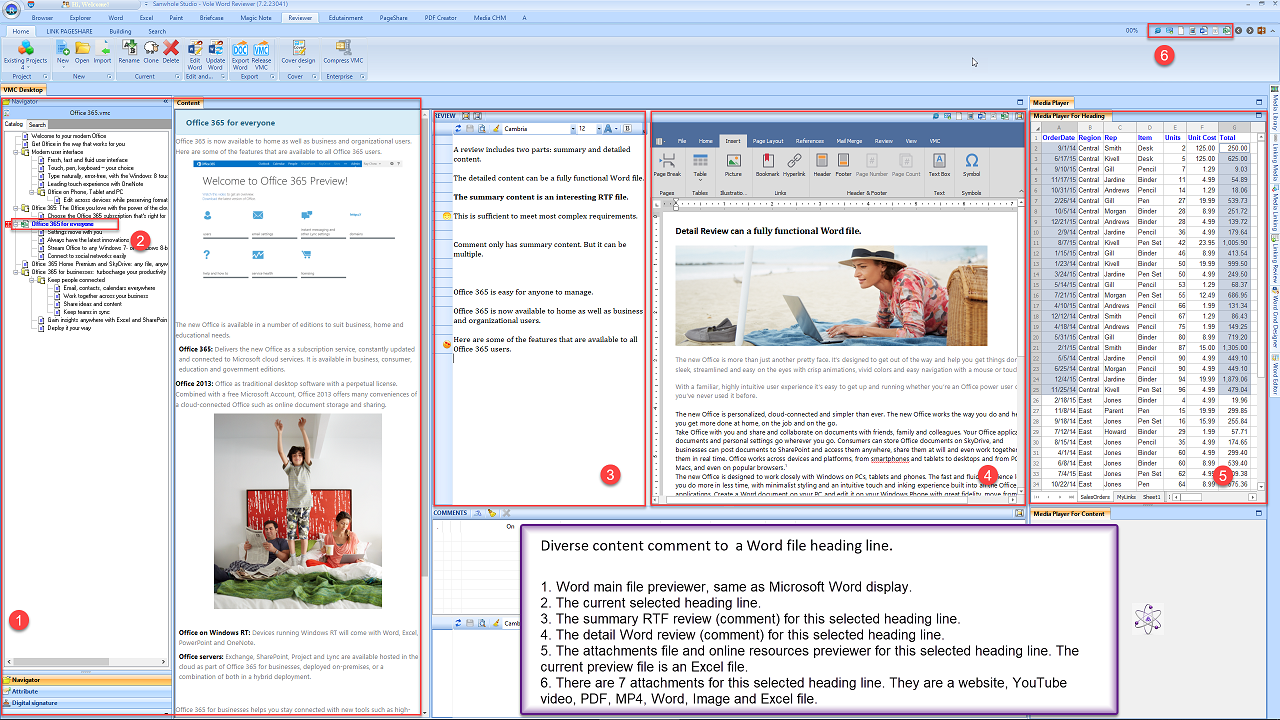 RJ, Welcome!
Sanwhole Studio - Vole Word Reviewer (7.2.23041)
Browser Explorer Word Excel Paint Briefcase Magic Note Reviewer Edutainment PageShare PDF Creator Media CHM A
Home LINK PAGESHARE Building Search
00%
Existing Projects New Open Import Rename Clone Delete Edit Word Update Word Export Word Release VMC Cover design Compress VMC
Project New Current Edit and... Export Cover Enterprise
6
VMC Desktop
Navigator
Office 365.vmc
Catalog Search
Welcome to your modern Office
Get Office in the way that works for you
Modern user interface
Fresh, fast and fluid user interface
Touch, pen, keyboard – your choice
Type naturally, error-free, with the Windows 8 touc
Leading touch experience with OneNote
Office on Phone, Tablet and PC
Edit across devices while preserving format
Office 365: The Office you love with the power of the clou
Choose the Office 365 subscription that's right for
Office 365 for everyone
Settings move with you
Always have the latest innovations
Stream Office to any Windows 7- or Windows 8-b
Connect to social networks easily
Office 365 Home Premium and SkyDrive: any file, anyw
Office 365 for businesses: turbocharge your productivity
Keep people connected
Email, contacts, calendars everywhere
Work together across your business
Share ideas and content
Keep teams in sync
Gain insights anywhere with Excel and SharePoin
Deploy it your way
2
1
Navigator
Attribute
Digital signature
Content
Office 365 for everyone
Office 365 is now available to home as well as business and organizational users.
Here are some of the features that are available to all Office 365 users.
Welcome to Office 365 Preview!
users email settings instant messaging and other Lync settings domains
help and how to service health licensing
The new Office is available in a number of editions to suit business, home and
educational needs.
Office 365: Delivers the new Office as a subscription service, constantly updated
and connected to Microsoft cloud services. It is available in business, consumer,
education and government editions.
Office 2013: Office as traditional desktop software with a perpetual license.
Combined with a free Microsoft Account, Office 2013 offers many conveniences of
a cloud-connected Office such as online document storage and sharing.
Office on Windows RT: Devices running Windows RT will come with Word, Excel,
PowerPoint and OneNote.
Office servers: Exchange, SharePoint, Project and Lync are available hosted in the
cloud as part of Office 365 for businesses, deployed on-premises, or a
combination of both in a hybrid deployment.
Office 365 for businesses helps you stay connected with new tools such as high-
REVIEW
Cambria 12 A B
A review includes two parts: summary and detailed
content.
The detailed content can be a fully functional Word file.
The summary content is an interesting RTF file.
This is sufficient to meet most complex requirements.
Comment only has summary content. But it can be
multiple.
Office 365 is easy for anyone to manage.
Office 365 is now available to home as well as business
and organizational users.
Here are some of the features that are available to all
Office 365 users.
3
File Home Insert Page Layout References Mail Merge Review View
Page Break Table Picture Bookmark Hyperlink Header Footer Page Number Page Count Text Box Symbol
Pages Tables Illustrations Links Header & Footer Text Symbols
Detail Review are fully functional Word file.
The new Office is more than just another pretty face. It's designed to get out of the way and help you get things don
sleek, streamlined and easy on the eyes with crisp animations, vivid colors and easy navigation with a mouse or touch
With a familiar, highly intuitive user experience it's easy to get up and running whether you're an Office power user o
you've never used it before.
The new Office is personalized, cloud-connected and simpler than ever. The new Office works the way you do and he
you get more done at home, on the job and on the go.
Take Office with you and share and collaborate on documents with friends, family and colleagues. Your Office applica
documents and personal settings go wherever you go. Consumers can store Office documents on SkyDrive, and
businesses can post documents to SharePoint and access them anywhere, share them at will and even work together
them in real time. Office works across devices and platforms, from smartphones and tablets to desktops and from PC
Macs, and even on popular browsers.¹
The new Office is designed to work closely with Windows on PCs, tablets and phones. The fast and fluid experience l
you do more in less time, with minimalist styling and an intuitive touch and inking experience built into all the Office
applications. Create a Word document on your PC and edit it on your Windows Phone with great fidelity, move from
4
Media Player
Media Player For Heading
A B C D E F G
1 OrderDate Region Rep Item Units Unit Cost Total
Central Smith Desk 2 125.00 250.00
9/17/15 Central Kivell Desk 5 125.00 625.00
9/10/15 Central Gill Pencil 7 1.29 9.03
11/17/15 Central Jardine Binder 11 4.99 54.89
10/31/15 Central Andrews Pencil 14 1.29 18.06
2/26/15 Central Gill Pen 27 19.99 539.73
10/5/14 Central Morgan Binder 28 8.99 251.72
Central Andrews Binder 28 4.99 139.72
Central Jardine Pencil 36 4.99 179.64
8/7/15 Central Kivell Pen Set 42 23.95 1,005.90
Central Gill Binder 46 8.99 413.54
1/23/14 Central Kivell Binder 50 19.99 999.50
11/25/14 Central Jardine Pen Set 50 4.99 249.50
5/14/15 Central Gill Pencil 53 1.29 68.37
7/21/15 Central Morgan Pen Set 55 12.49 686.95
4/10/15 Central Andrews Pencil 66 1.99 131.34
12/12/14 Central Smith Pencil 67 1.29 86.43
4/18/14 Central Andrews Pencil 75 1.99 149.25
5/31/15 Central Gill Binder 80 8.99 719.20
2/1/15 Central Smith Binder 87 15.00 1,305.00
6/25/14 Central Morgan Pencil 90 4.99 449.10
Central Jardine Pencil 90 4.99 449.10
12/4/15 Central Jardine Binder 94 19.99 1,879.06
11/25/15 Central Kivell Pen Set 96 4.99 479.04
2/18/15 East Jones Binder 4 4.99 19.96
11/8/14 East Parent Pen 15 19.99 299.85
9/18/14 East Jones Pen Set 16 15.99 255.84
7/12/14 East Howard Binder 29 1.99 57.71
8/15/14 East Jones Pencil 35 4.99 174.65
4/1/14 East Jones Binder 60 4.99 299.40
6/8/14 East Jones Binder 60 8.99 539.40
7/4/15 East Jones Pen Set 62 4.99 309.38
10/22/14 East Jones Pen
5
SalesOrders MyLinks Sheet1
Media Player For Content
Media Library
Linking Media
Linking Review
Word Grid Diagram
Word Editor
COMMENTS
On
Diverse content comment to a Word file heading line.
1. Word main file previewer, same as Microsoft Word display.
2. The current selected heading line.
3. The summary RTF review (comment) for this selected heading line.
4. The detail Word review (comment) for this selected heading line.
5. The attachments and online resources previewer for this selected heading line. The
current preview is on an Excel file.
6. There are 7 attachments for this selected heading line. They are a website, YouTube
video, PDF, MP4, Word, Image and Excel file.
Camb